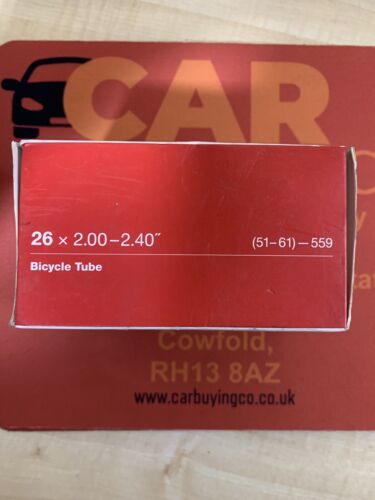 CAR
26 × 2.00–2.40″
(51–61)—559
Bicycle Tube
Cowfold,
RH13 8AZ
www.carbuyingco.co.uk